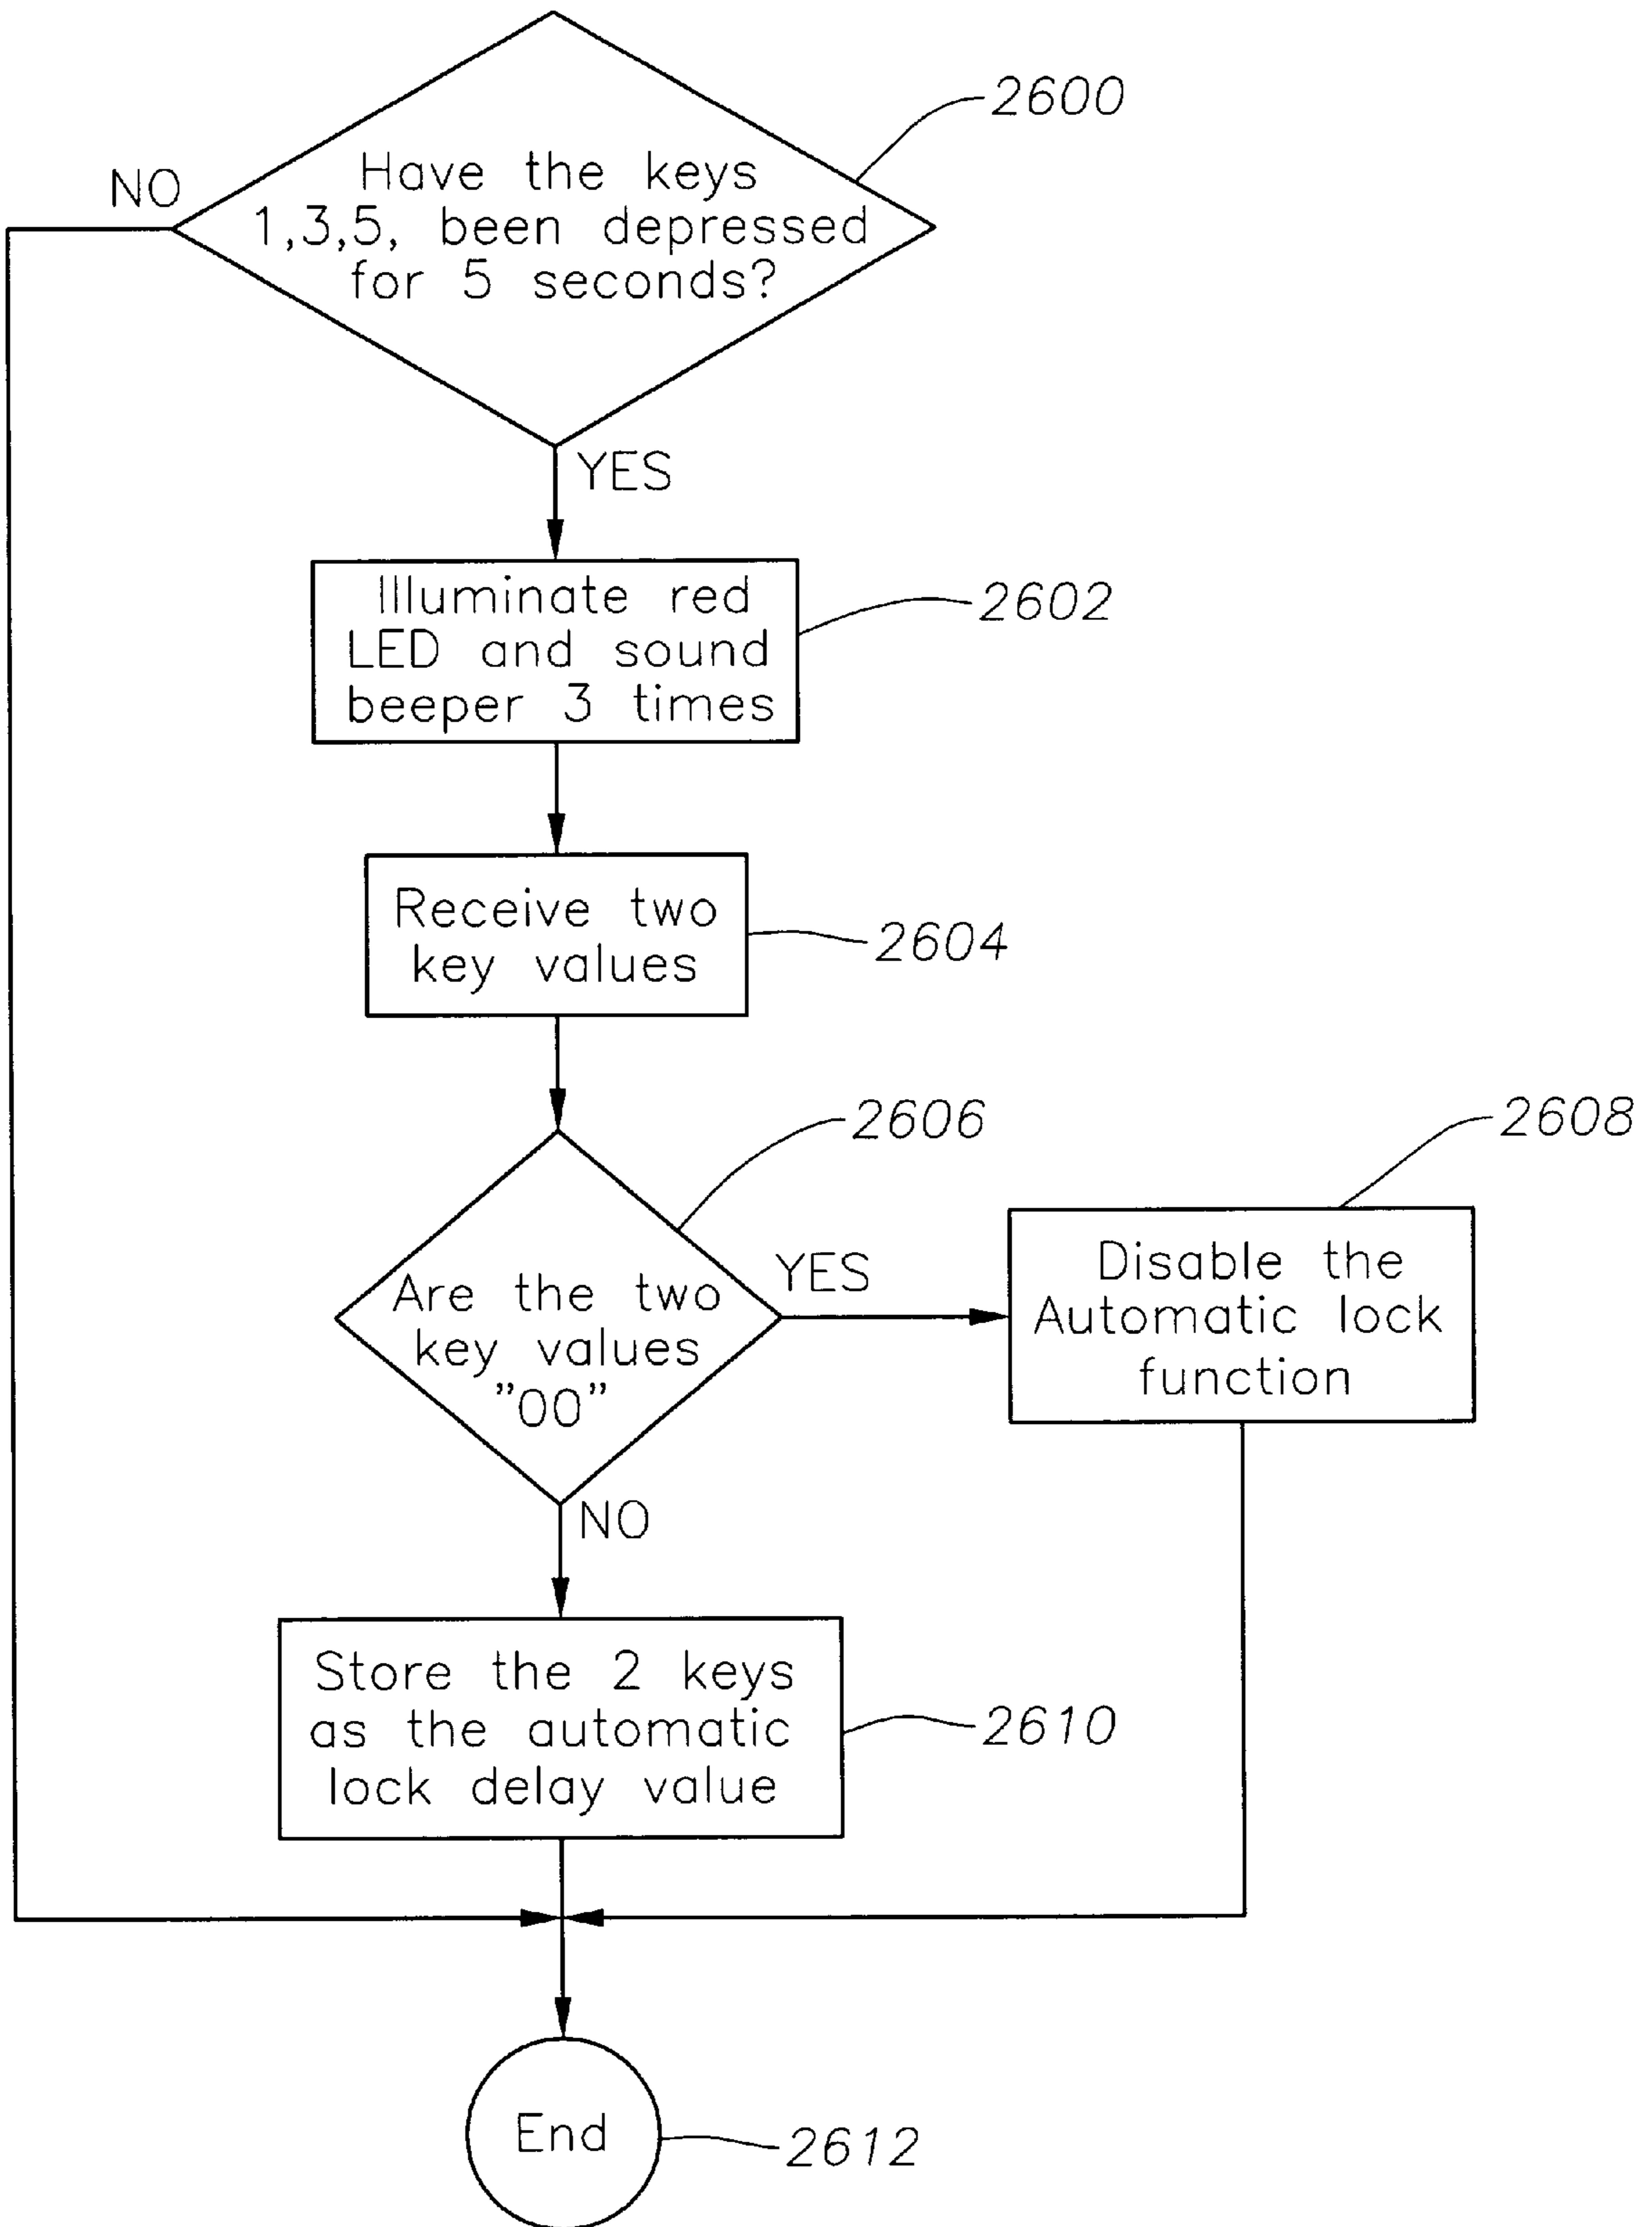 2600
Have the keys
1,3,5, been depressed
for 5 seconds?
NO
YES
Illuminate red
LED and sound
beeper 3 times
2602
Receive two
key values
2604
2606
Are the two
key values
"00"
YES
2608
Disable the
Automatic lock
function
NO
Store the 2 keys
as the automatic
lock delay value
2610
End
2612